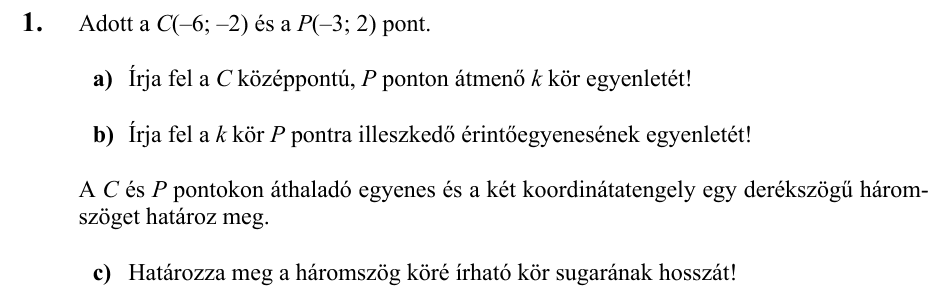 1. Adott a C(–6; –2) és a P(–3; 2) pont.
a) Írja fel a C középpontú, P ponton átmenő k kör egyenletét!
b) Írja fel a k kör P pontra illeszkedő érintőegyenesének egyenletét!
A C és P pontokon áthaladó egyenes és a két koordinátatengely egy derékszögű három-
szöget határoz meg.
c) Határozza meg a háromszög köré írható kör sugarának hosszát!